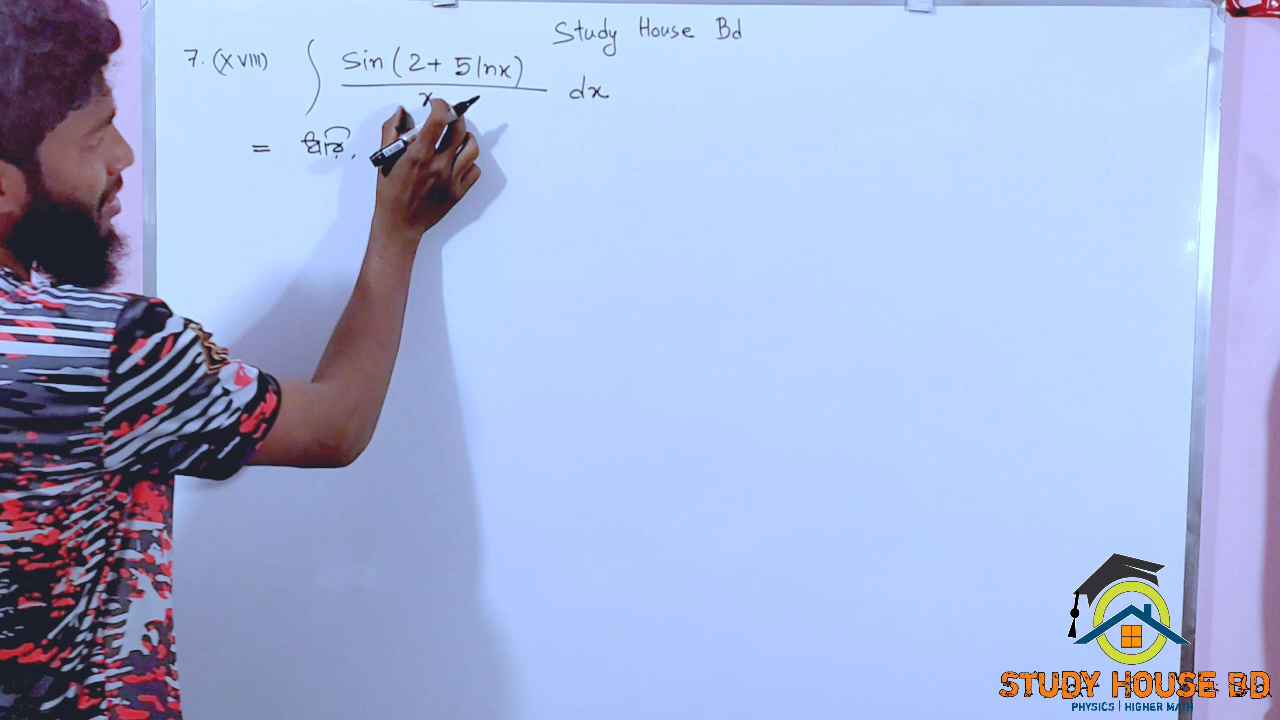 Study House Bd
7. (XVIII) ∫ Sin(2+ 5lnx) / x dx
= ধরি,
STUDY HOUSE BD
PHYSICS | HIGHER MATH